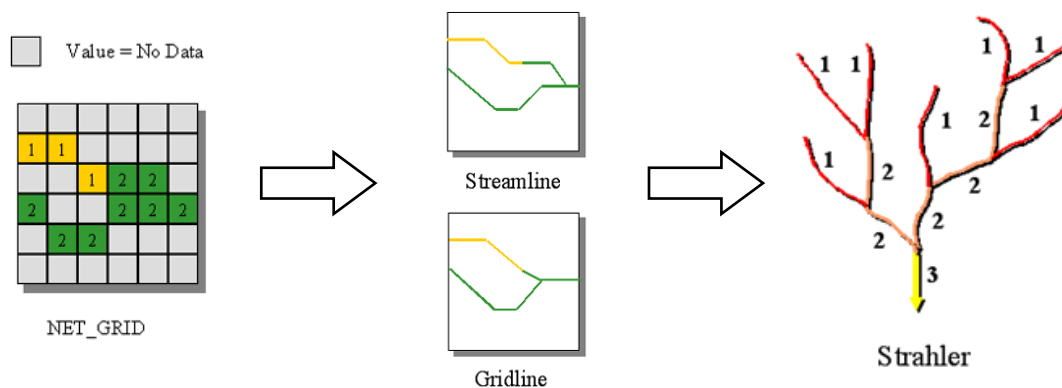 Value = No Data
1 1
1 2 2
2 2 2 2
2 2
NET_GRID
Streamline
Gridline
1 1 1 1
1 1 2 1
2 2
2 2
3
Strahler